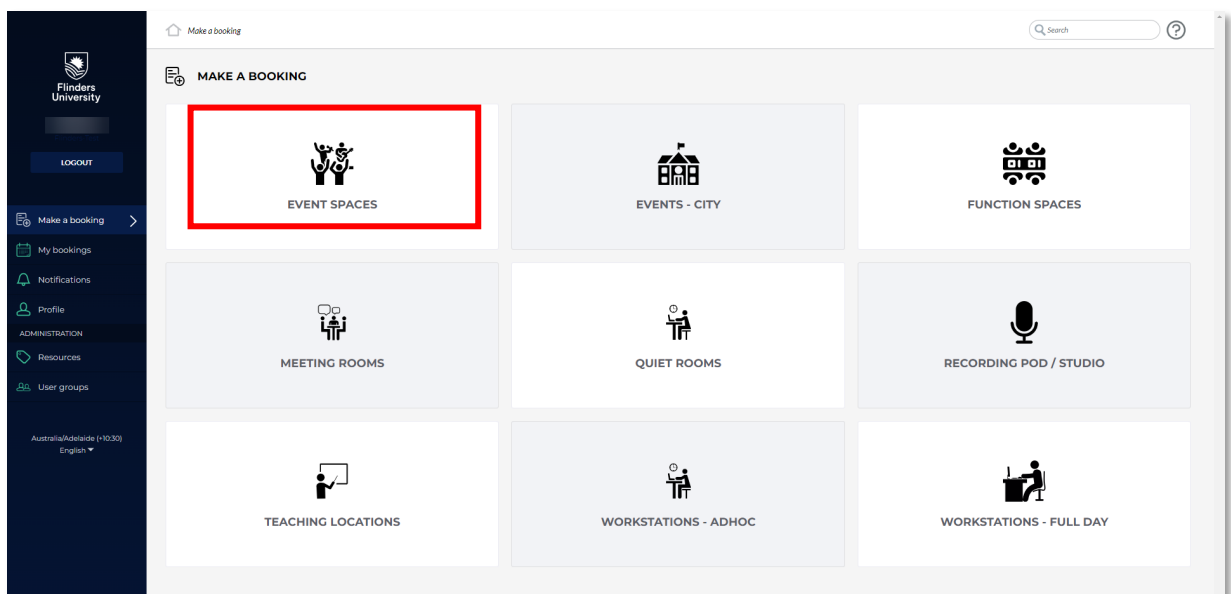 Flinders
University
LOGOUT
Make a booking
My bookings
Notifications
Profile
ADMINISTRATION
Resources
User groups
Australia/Adelaide (+10:30)
English
Make a booking
Search
?
MAKE A BOOKING
EVENT SPACES
EVENTS - CITY
FUNCTION SPACES
MEETING ROOMS
QUIET ROOMS
RECORDING POD / STUDIO
TEACHING LOCATIONS
WORKSTATIONS - ADHOC
WORKSTATIONS - FULL DAY